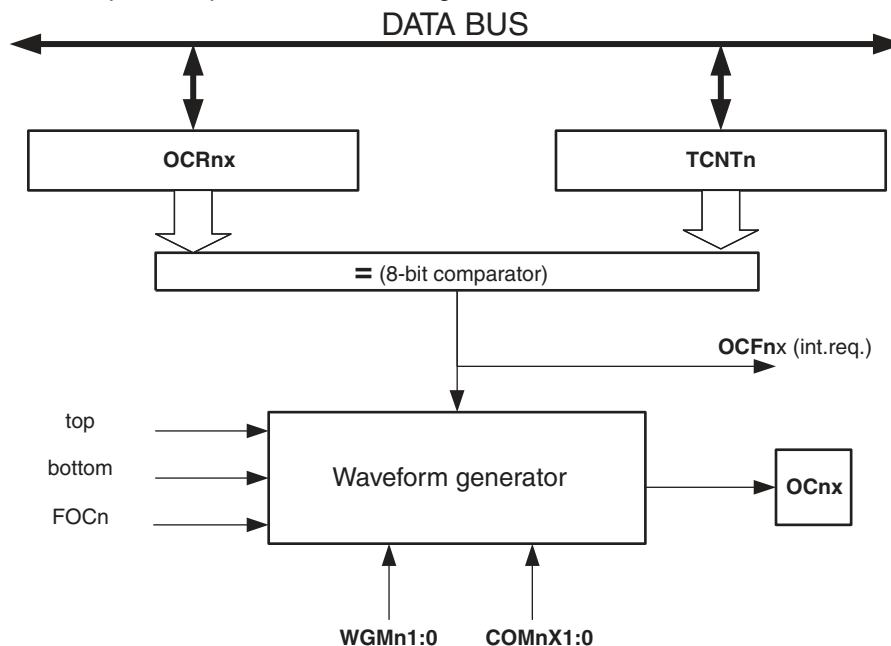 DATA BUS
OCRnx
TCNTn
= (8-bit comparator)
OCFnx (int.req.)
top
bottom
FOCn
Waveform generator
OCnx
WGMn1:0
COMnX1:0